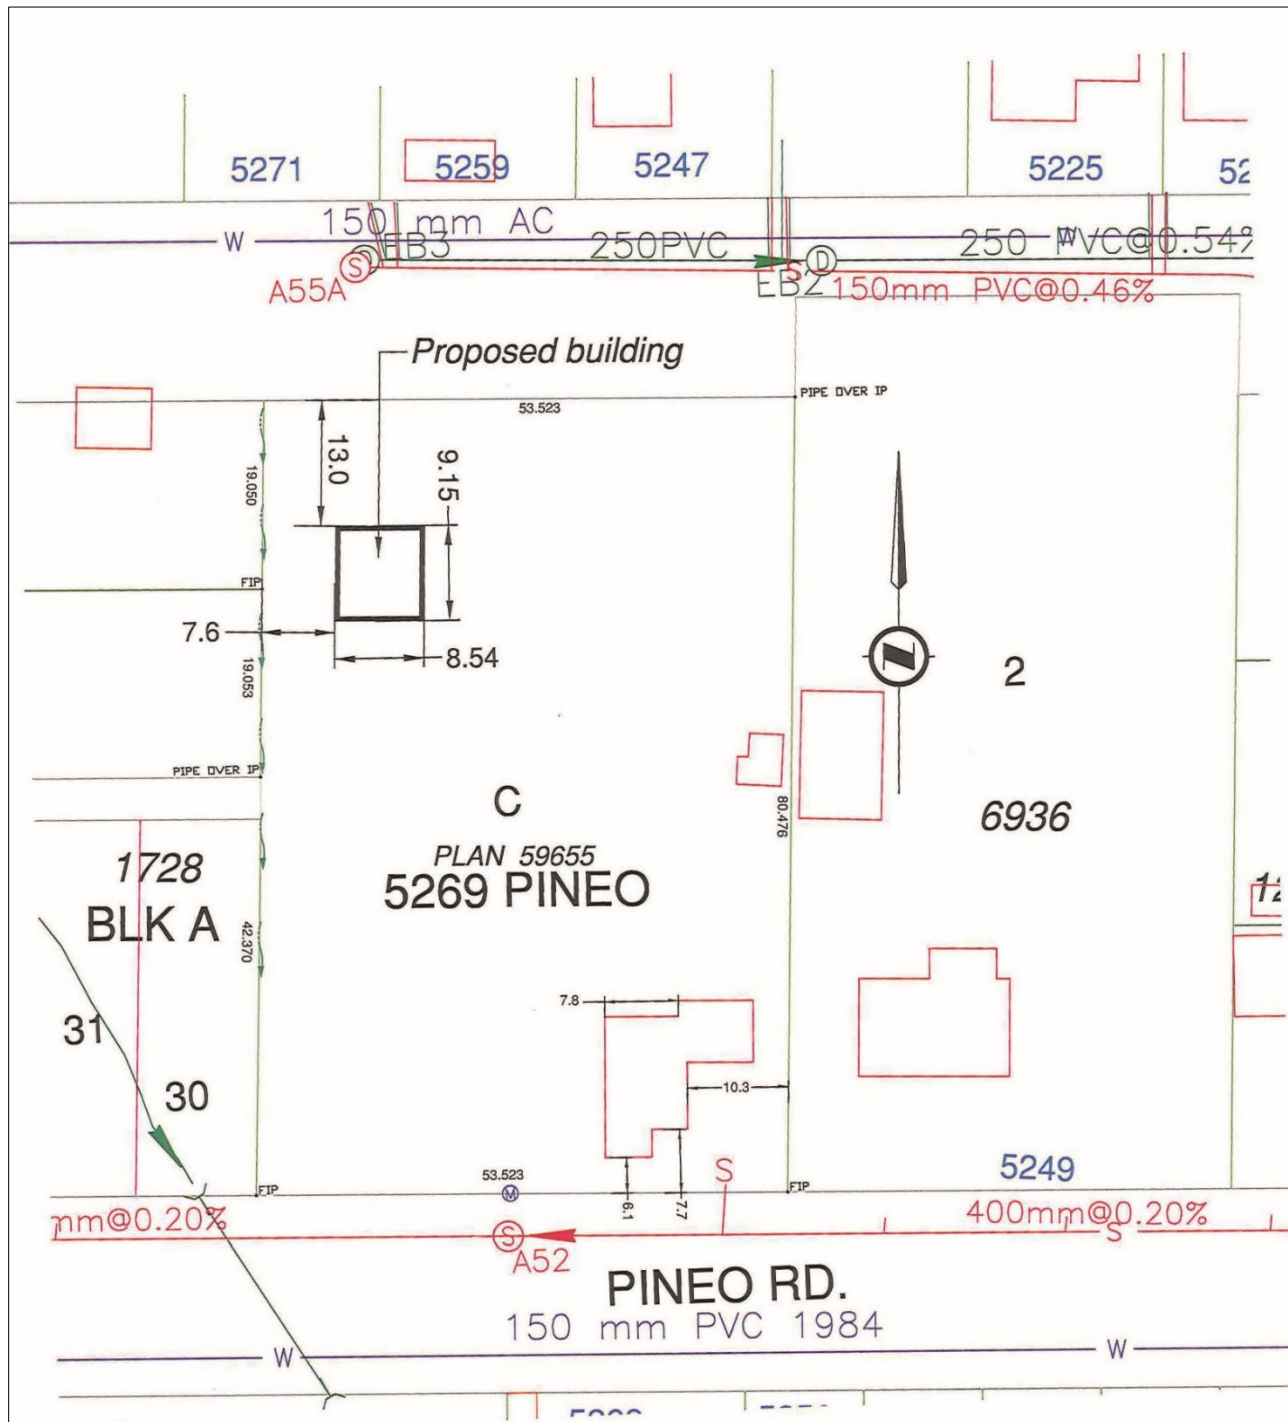 5271
5259
5247
5225
52
150 mm AC
W
EB3
250PVC
250 PVC@0.54%
W
S
D
A55A
S
EB2
150mm PVC@0.46%
Proposed building
PIPE OVER IP
53.523
13.0
9.15
19.050
FIP
7.6
8.54
19.053
2
PIPE OVER IP
80.476
C
6936
PLAN 59655
5269 PINEO
1728
BLK A
42.370
12
31
7.8
30
10.3
53.523
S
5249
FIP
FIP
M
6.1
7.7
mm@0.20%
400mm@0.20%
S
S
A52
PINEO RD.
150 mm PVC 1984
W
W